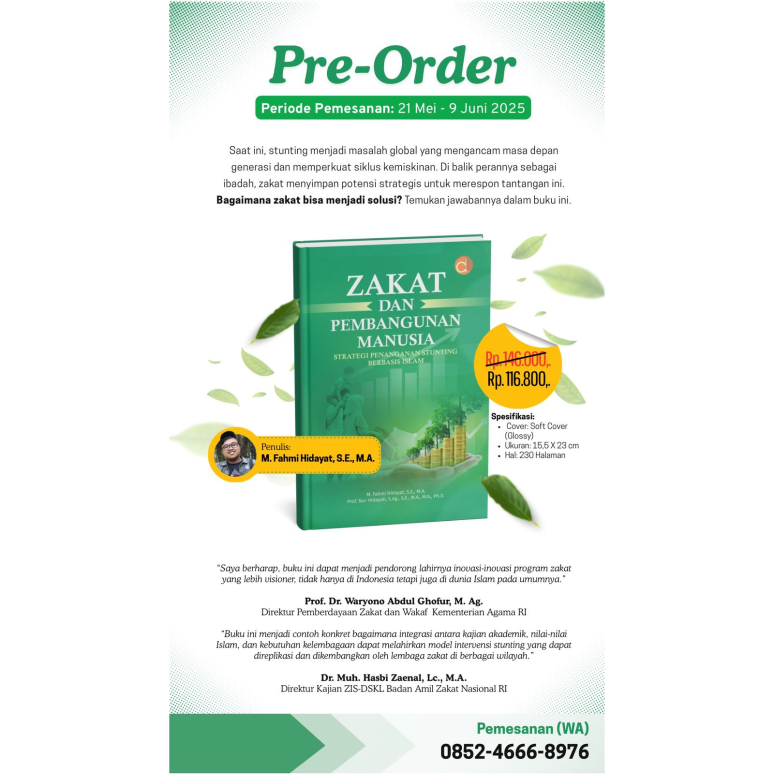 Pre-Order
Periode Pemesanan: 21 Mei - 9 Juni 2025
Saat ini, stunting menjadi masalah global yang mengancam masa depan
generasi dan memperkuat siklus kemiskinan. Di balik perannya sebagai
ibadah, zakat menyimpan potensi strategis untuk merespon tantangan ini.
Bagaimana zakat bisa menjadi solusi? Temukan jawabannya dalam buku ini.
ZAKAT
DAN
PEMBANGUNAN
MANUSIA
STRATEGI PENANGANAN STUNTING
BERBASIS ISLAM
Rp. 146.000,.
Rp. 116.800,.
Spesifikasi:
• Cover: Soft Cover
(Glossy)
• Ukuran: 15,5 X 23 cm
• Hal: 230 Halaman
Penulis:
M. Fahmi Hidayat, S.E., M.A.
M. Fahmi Hidayat, S.E., M.A.
Prof. Nur Hidayah, S.Ag., S.E., M.A., M.A., Ph.D.
"Saya berharap, buku ini dapat menjadi pendorong lahirnya inovasi-inovasi program zakat
yang lebih visioner, tidak hanya di Indonesia tetapi juga di dunia Islam pada umumnya."
Prof. Dr. Waryono Abdul Ghofur, M. Ag.
Direktur Pemberdayaan Zakat dan Wakaf Kementerian Agama RI
"Buku ini menjadi contoh konkret bagaimana integrasi antara kajian akademik, nilai-nilai
Islam, dan kebutuhan kelembagaan dapat melahirkan model intervensi stunting yang dapat
direplikasi dan dikembangkan oleh lembaga zakat di berbagai wilayah."
Dr. Muh. Hasbi Zaenal, Lc., M.A.
Direktur Kajian ZIS-DSKL Badan Amil Zakat Nasional RI
Pemesanan (WA)
0852-4666-8976